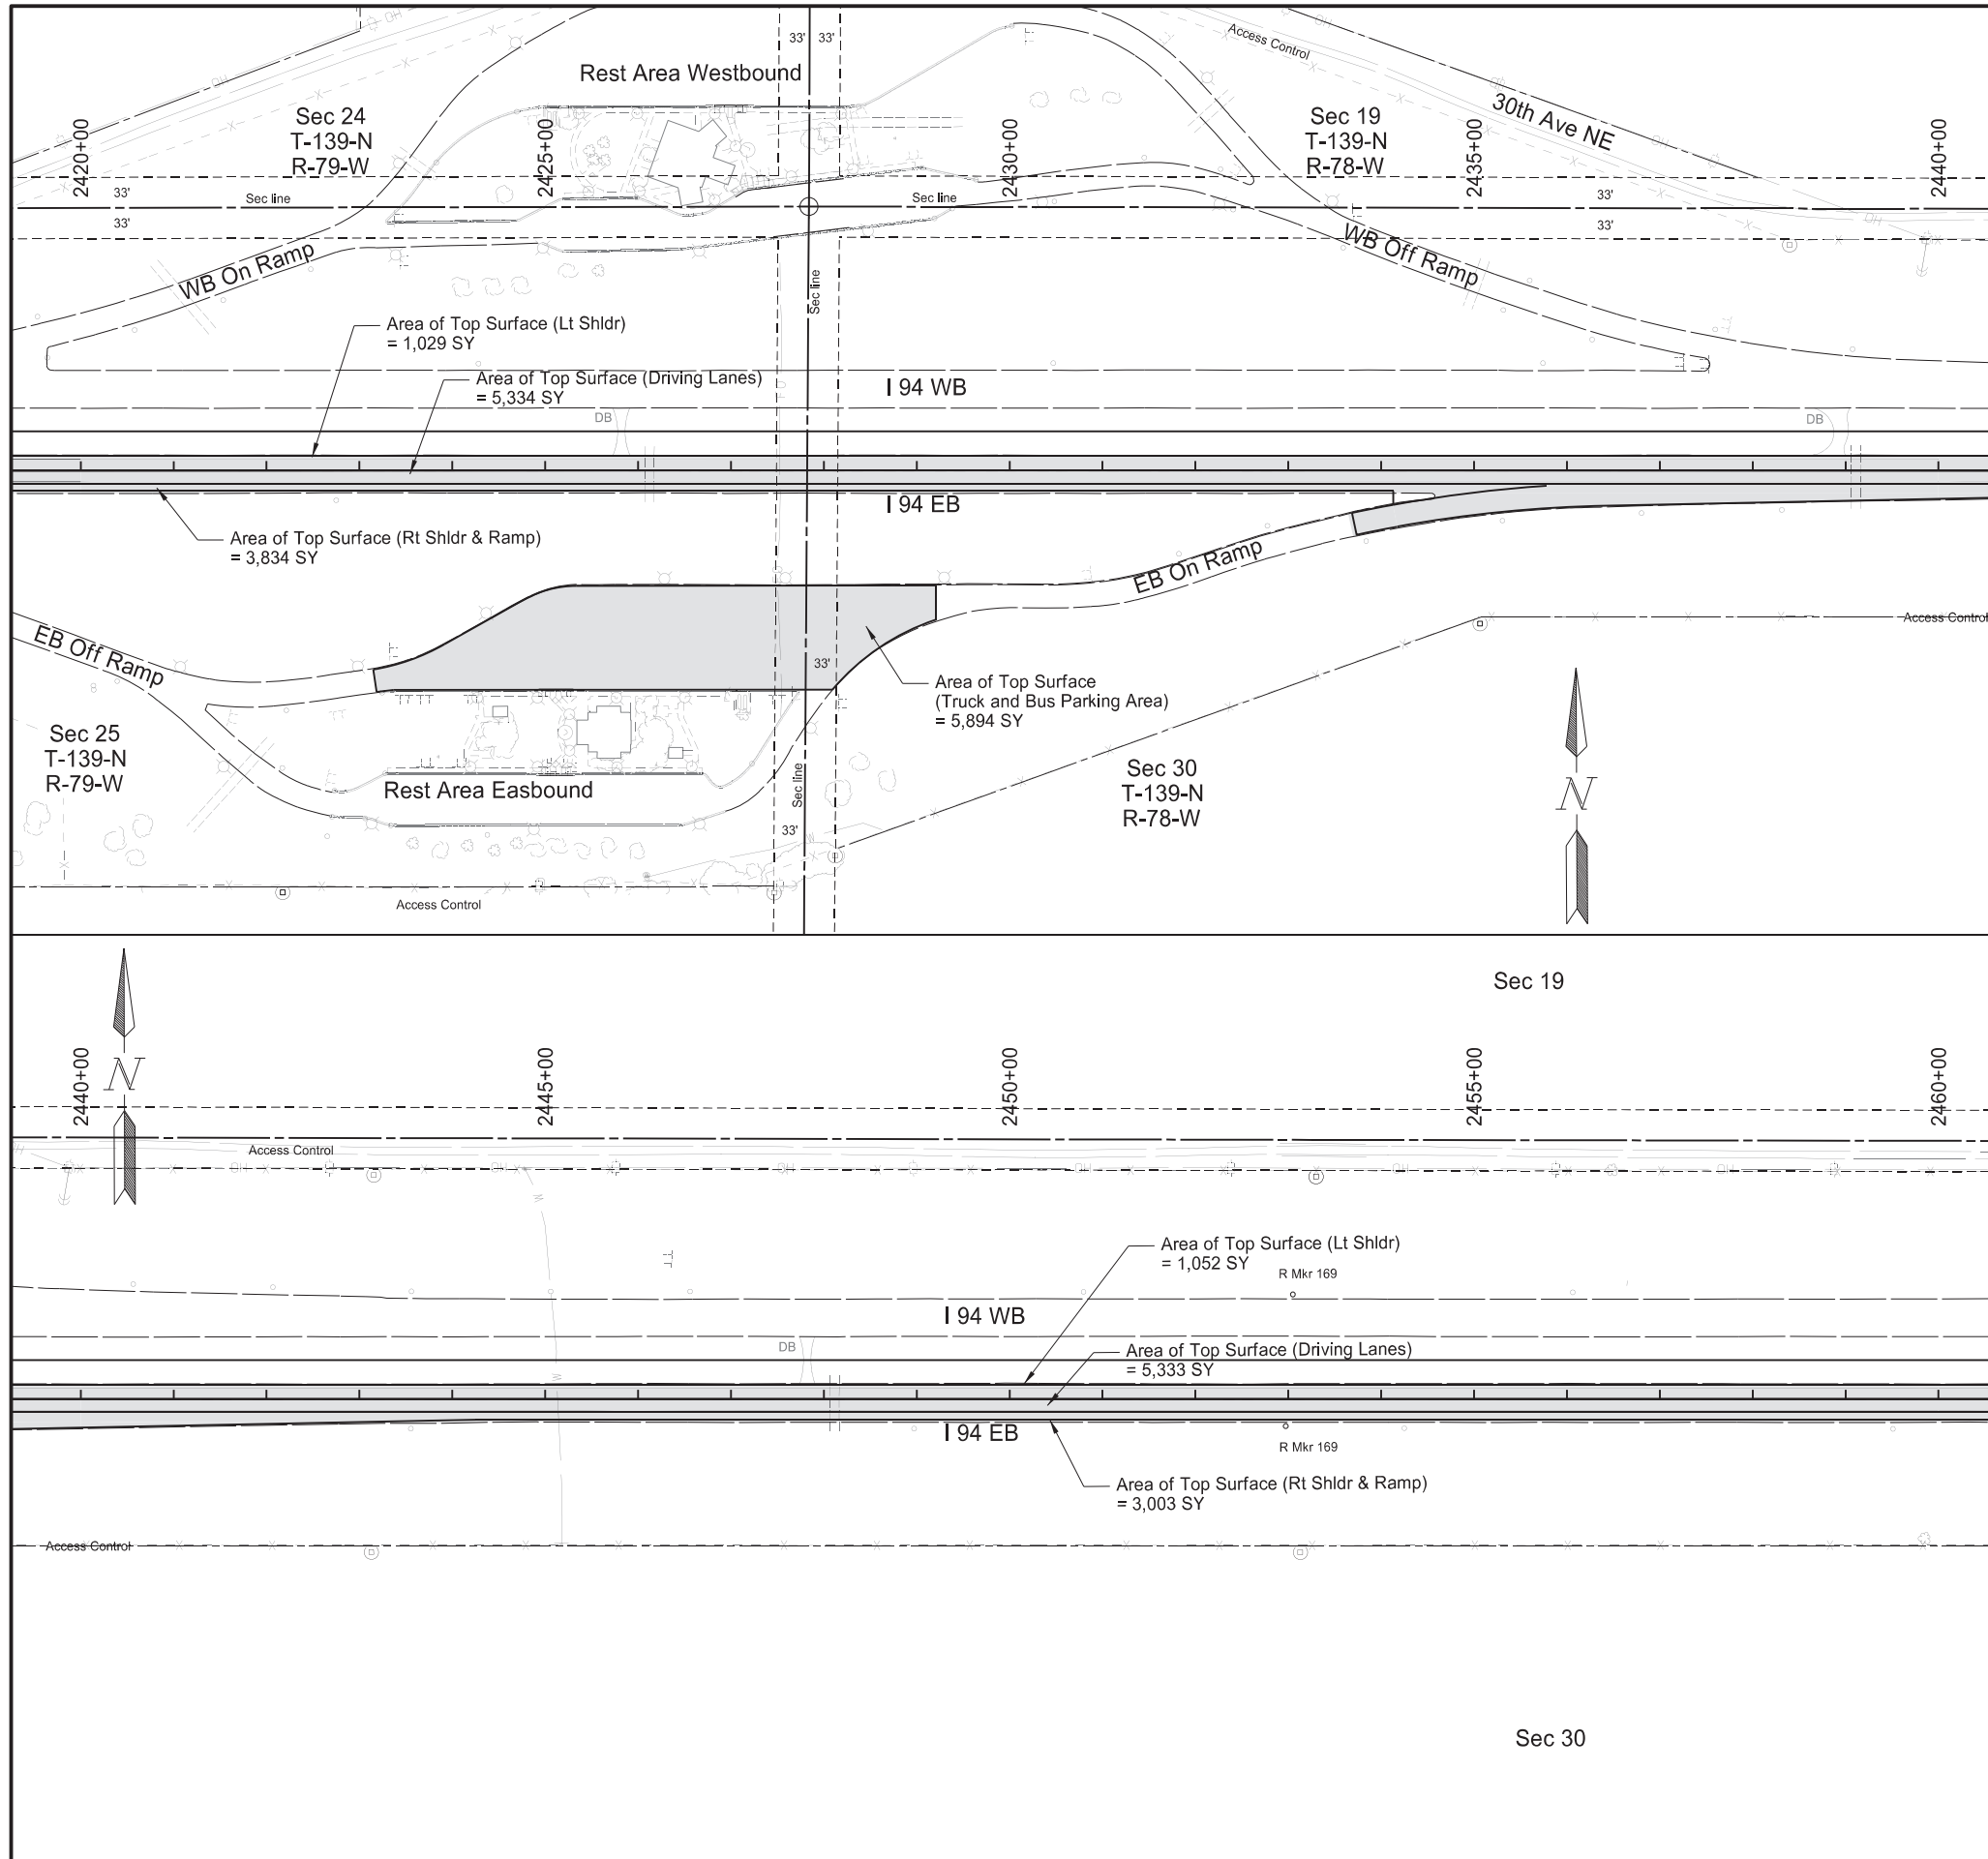 33' 33'
Access Control
Rest Area Westbound
30th Ave NE
Sec 24
T-139-N
R-79-W
Sec 19
T-139-N
R-78-W
2420+00
2425+00
2430+00
2435+00
2440+00
33'
Sec line
Sec line
33'
33'
33'
WB On Ramp
WB Off Ramp
Sec line
Area of Top Surface (Lt Shldr)
= 1,029 SY
Area of Top Surface (Driving Lanes)
= 5,334 SY
I 94 WB
DB
DB
I 94 EB
Area of Top Surface (Rt Shldr & Ramp)
= 3,834 SY
EB On Ramp
Access Control
EB Off Ramp
33'
Area of Top Surface
(Truck and Bus Parking Area)
= 5,894 SY
Sec 25
T-139-N
R-79-W
Rest Area Easbound
Sec line
Sec 30
T-139-N
R-78-W
N
33'
Access Control
Sec 19
N
2440+00
2445+00
2450+00
2455+00
2460+00
Access Control
Area of Top Surface (Lt Shldr)
= 1,052 SY
R Mkr 169
I 94 WB
DB
Area of Top Surface (Driving Lanes)
= 5,333 SY
I 94 EB
R Mkr 169
Area of Top Surface (Rt Shldr & Ramp)
= 3,003 SY
Access Control
Sec 30